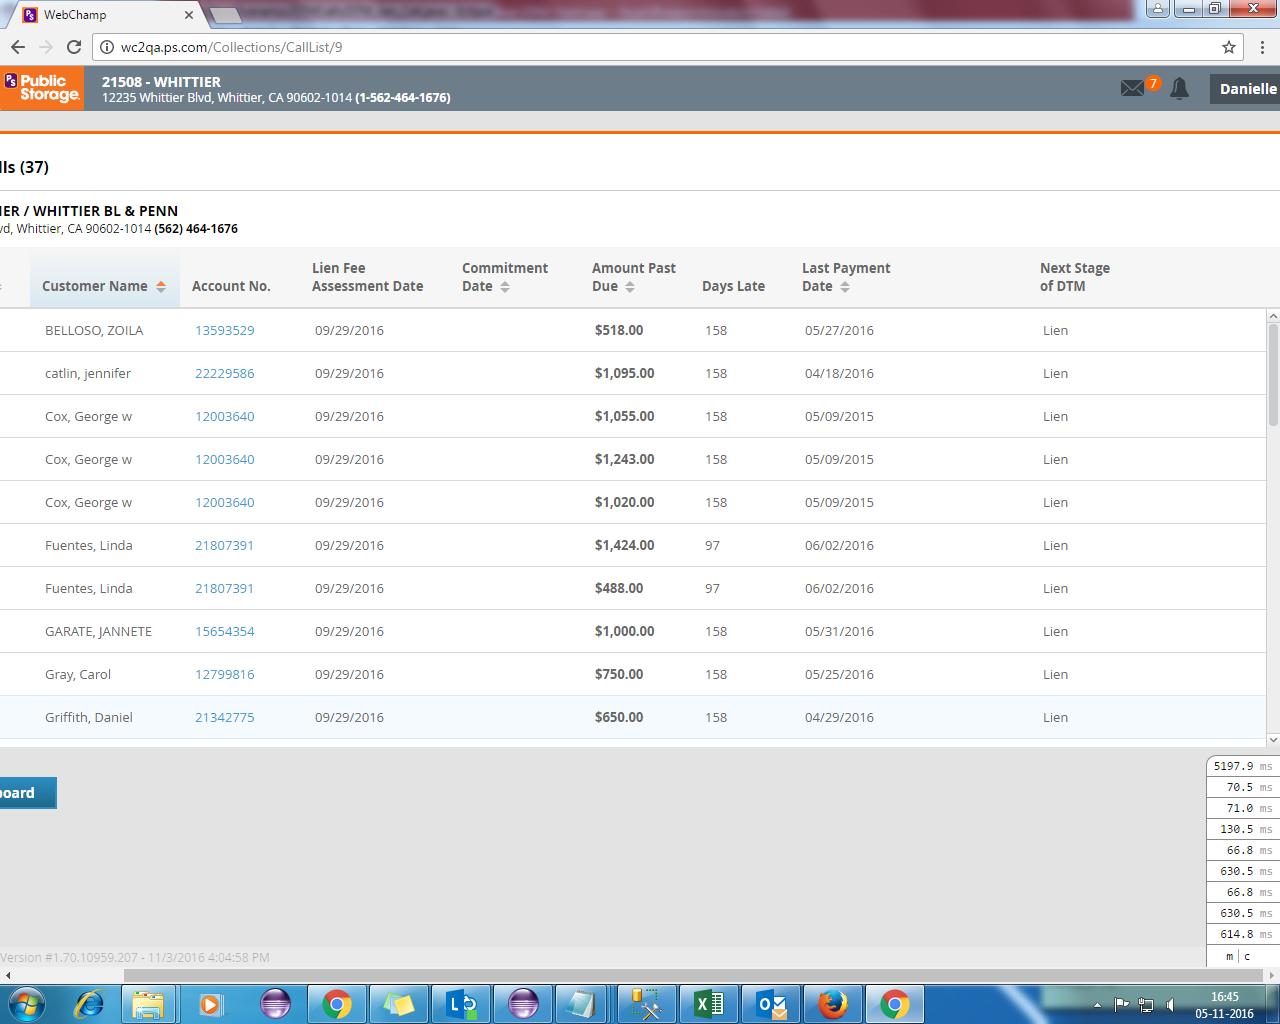 WebChamp
wc2qa.ps.com/Collections/CallList/9
PS Public Storage.
21508 - WHITTIER
12235 Whittier Blvd, Whittier, CA 90602-1014 (1-562-464-1676)
7
Danielle
lls (37)
IER / WHITTIER BL & PENN
vd, Whittier, CA 90602-1014 (562) 464-1676
Customer Name Account No. Lien Fee Assessment Date Commitment Date Amount Past Due Days Late Last Payment Date Next Stage of DTM
BELLOSO, ZOILA 13593529 09/29/2016 $518.00 158 05/27/2016 Lien
catlin, jennifer 22229586 09/29/2016 $1,095.00 158 04/18/2016 Lien
Cox, George w 12003640 09/29/2016 $1,055.00 158 05/09/2015 Lien
Cox, George w 12003640 09/29/2016 $1,243.00 158 05/09/2015 Lien
Cox, George w 12003640 09/29/2016 $1,020.00 158 05/09/2015 Lien
Fuentes, Linda 21807391 09/29/2016 $1,424.00 97 06/02/2016 Lien
Fuentes, Linda 21807391 09/29/2016 $488.00 97 06/02/2016 Lien
GARATE, JANNETE 15654354 09/29/2016 $1,000.00 158 05/31/2016 Lien
Gray, Carol 12799816 09/29/2016 $750.00 158 05/25/2016 Lien
Griffith, Daniel 21342775 09/29/2016 $650.00 158 04/29/2016 Lien
board
5197.9 ms
70.5 ms
71.0 ms
130.5 ms
66.8 ms
630.5 ms
66.8 ms
630.5 ms
614.8 ms
m | c
Version #1.70.10959.207 - 11/3/2016 4:04:58 PM
16:45
05-11-2016